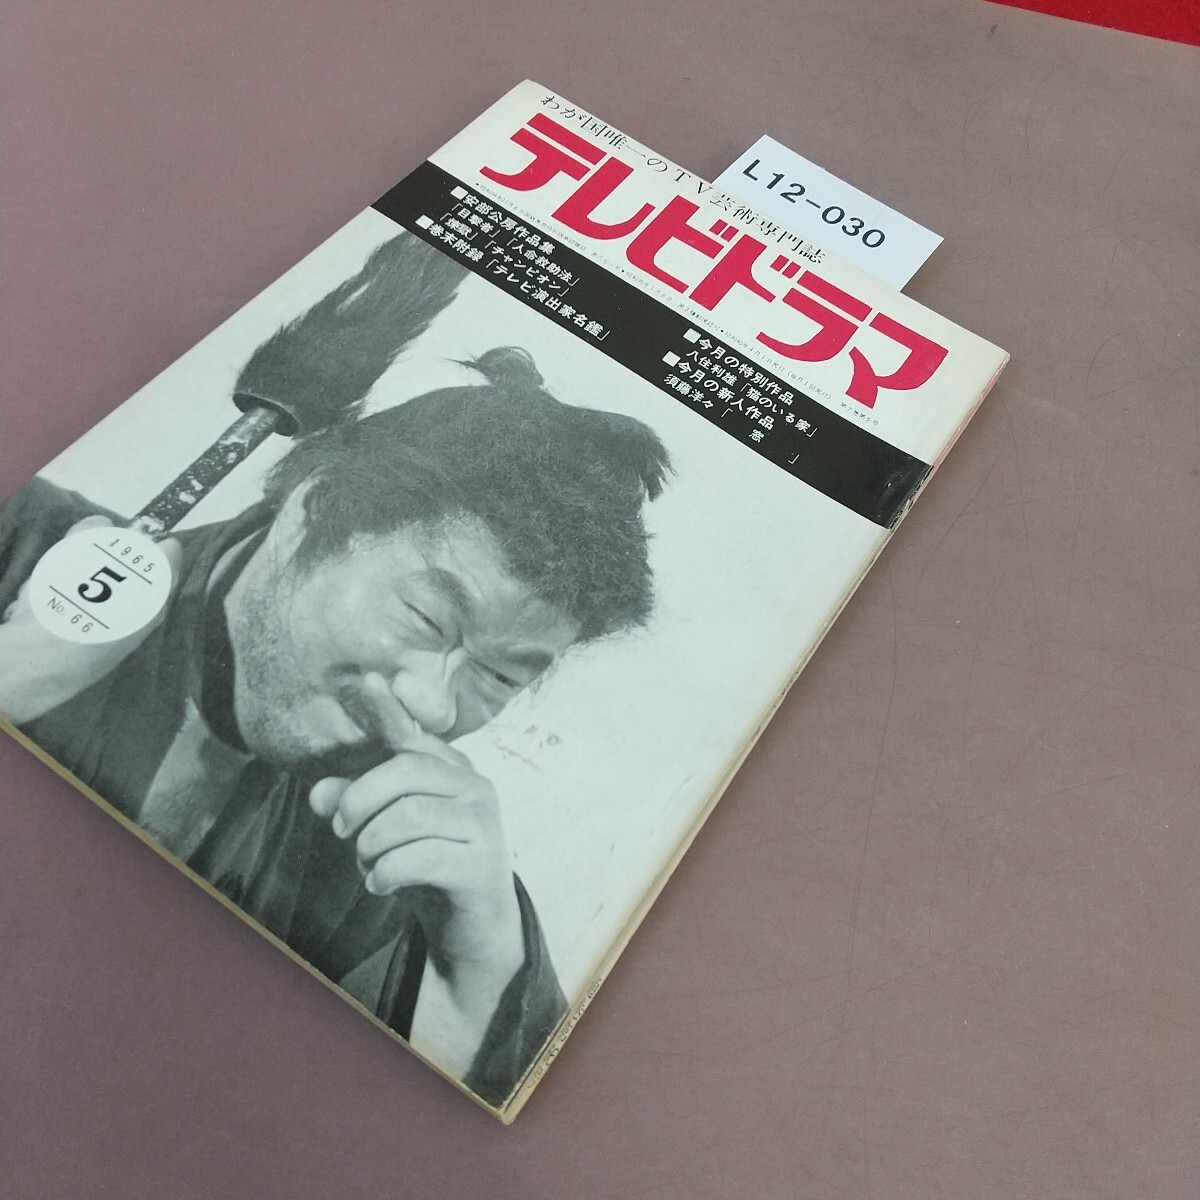 L12-030
わが国唯一のTV芸術専門誌
テレビドラマ
■安部公房作品集
「目撃者」「人命救助法」
「煉獄」「チャンピオン」
■巻末附録「テレビ演出家名鑑」
■今月の特別作品
八住利雄「猫のいる家」
■今月の新人作品
須藤洋々「窓」
1965
5
No. 66